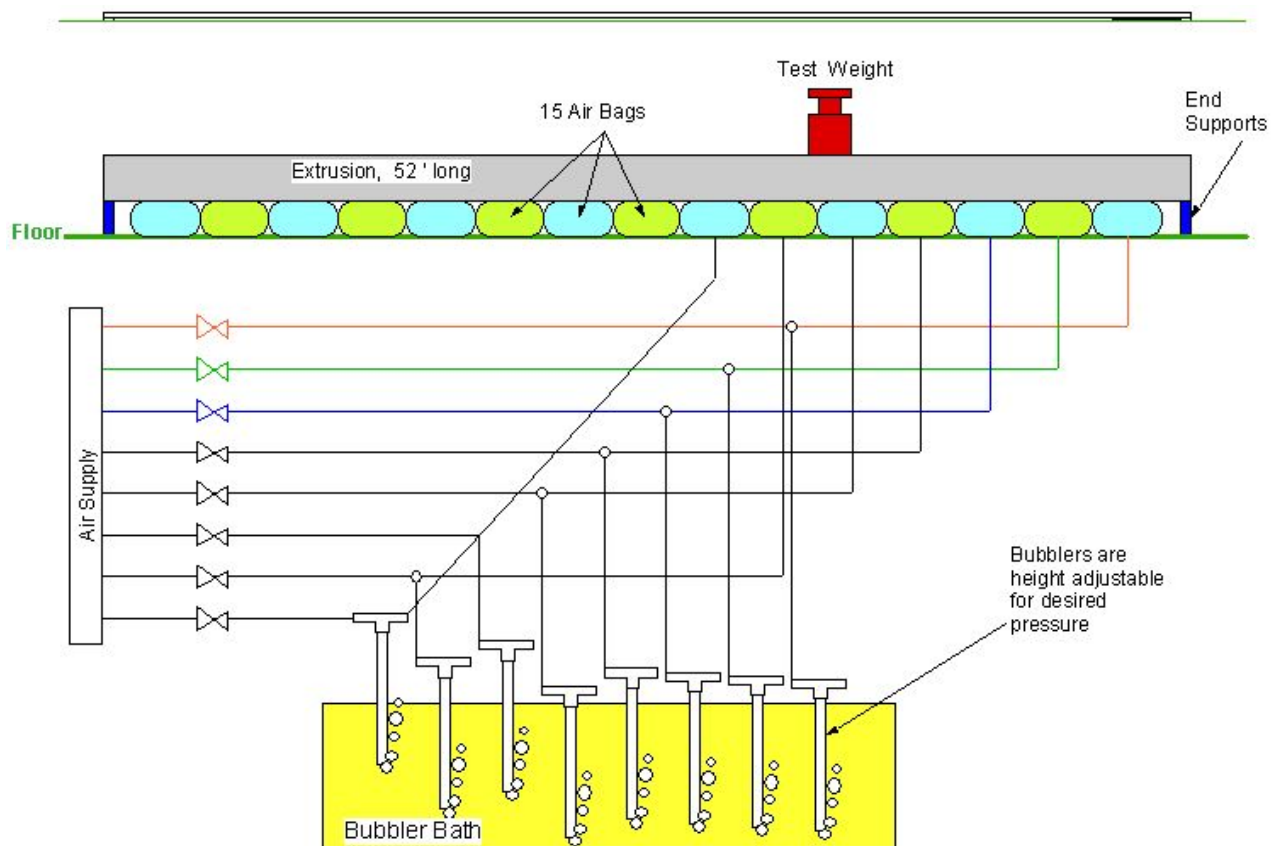 Test Weight
15 Air Bags
End
Supports
Extrusion, 52 ' long
Floor
Air Supply
Bubblers are
height adjustable
for desired
pressure
Bubbler Bath